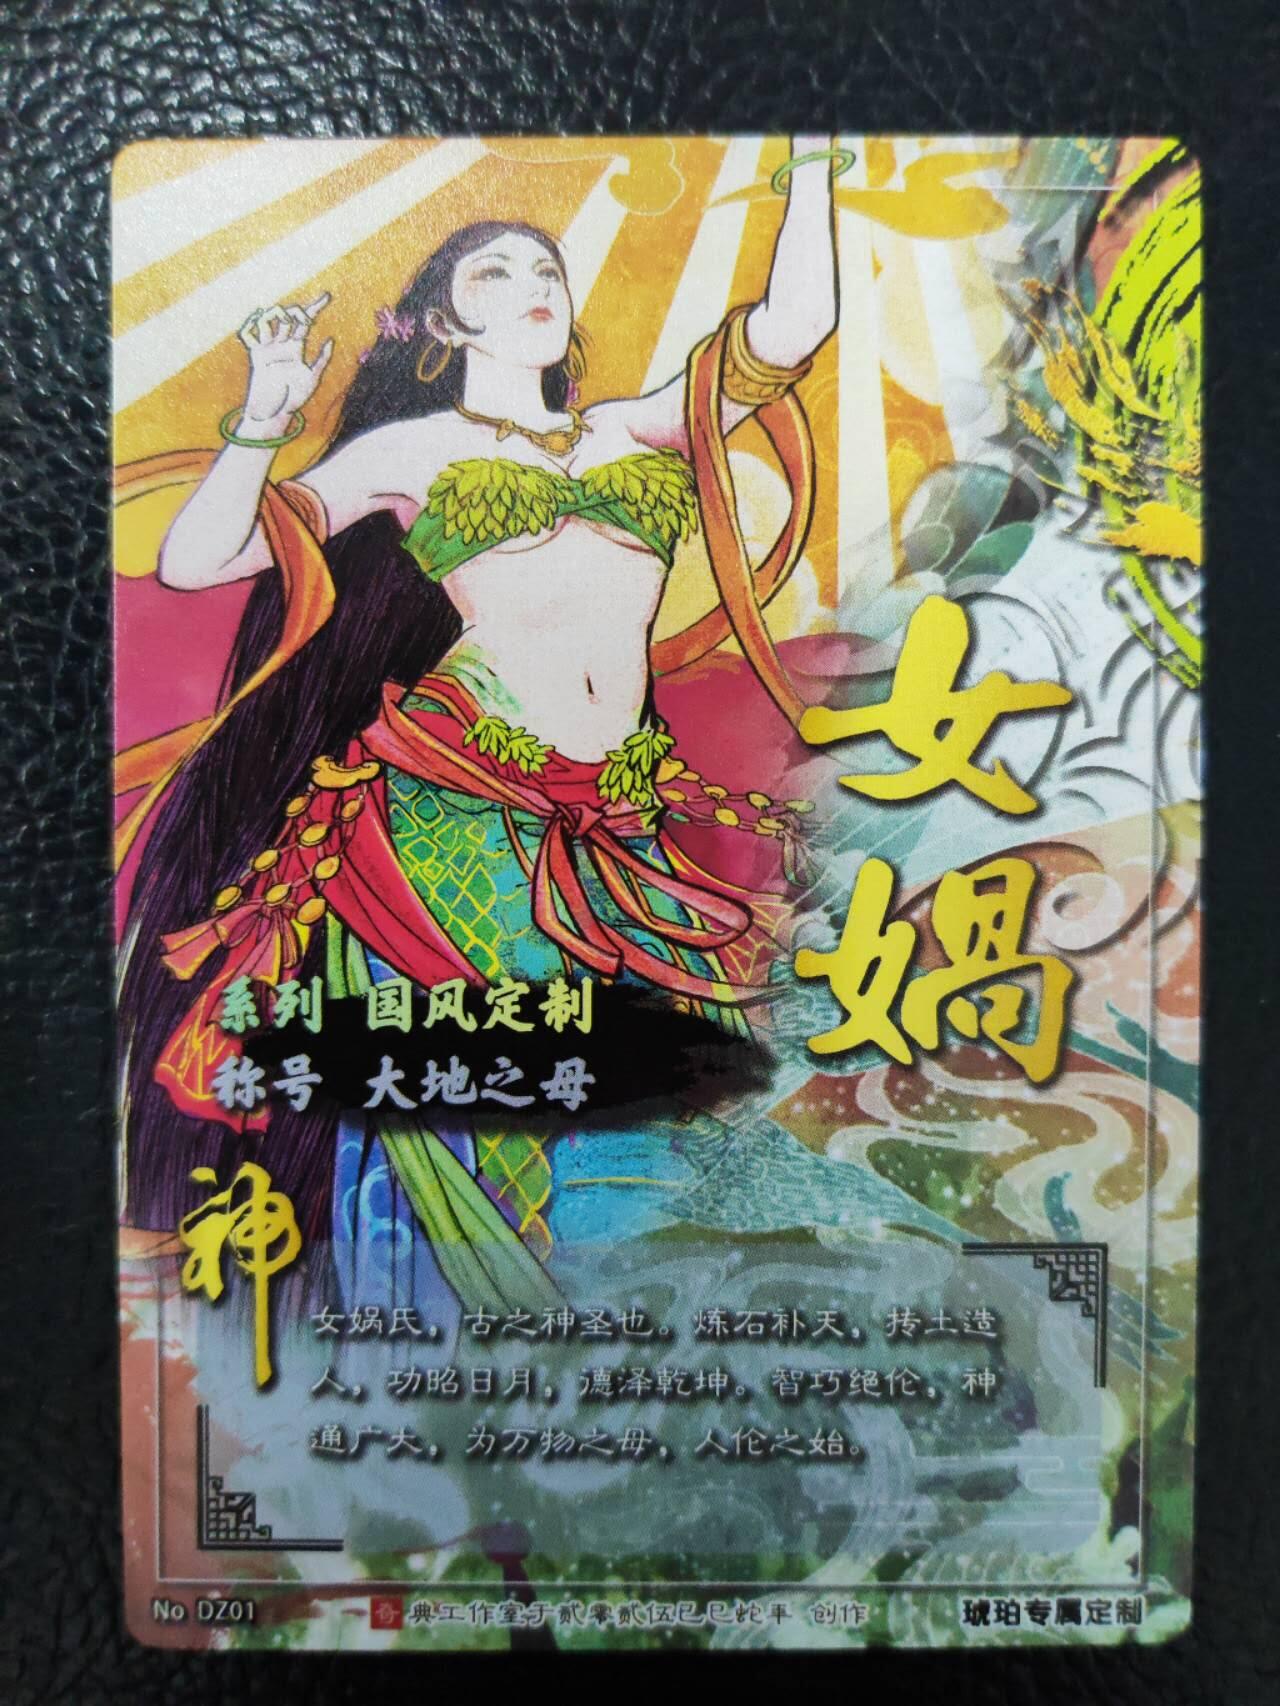 女
娲
系列 国风定制
称号 大地之母
神
女娲氏，古之神圣也。炼石补天，抟土造
人，功昭日月，德泽乾坤。智巧绝伦，神
通广大，为万物之母，人伦之始。
No DZ01
奇典工作室于贰零贰伍巳巳蛇年 创作
琥珀专属定制